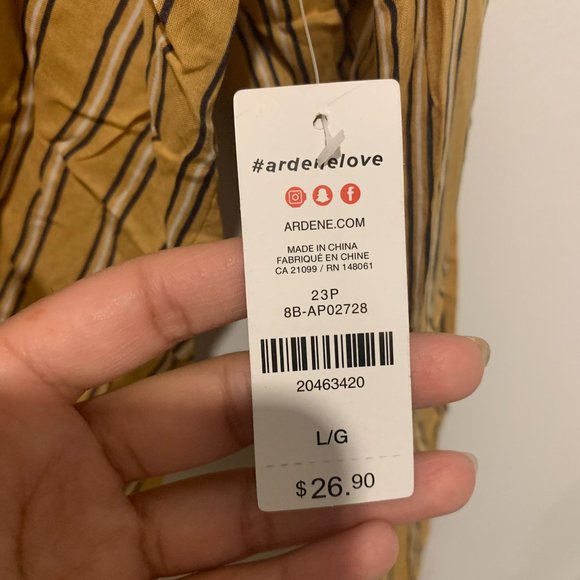 #ardenelove
ARDENE.COM
MADE IN CHINA
FABRIQUÉ EN CHINE
CA 21099 / RN 148061
23P
8B-AP02728
20463420
L/G
$26.90